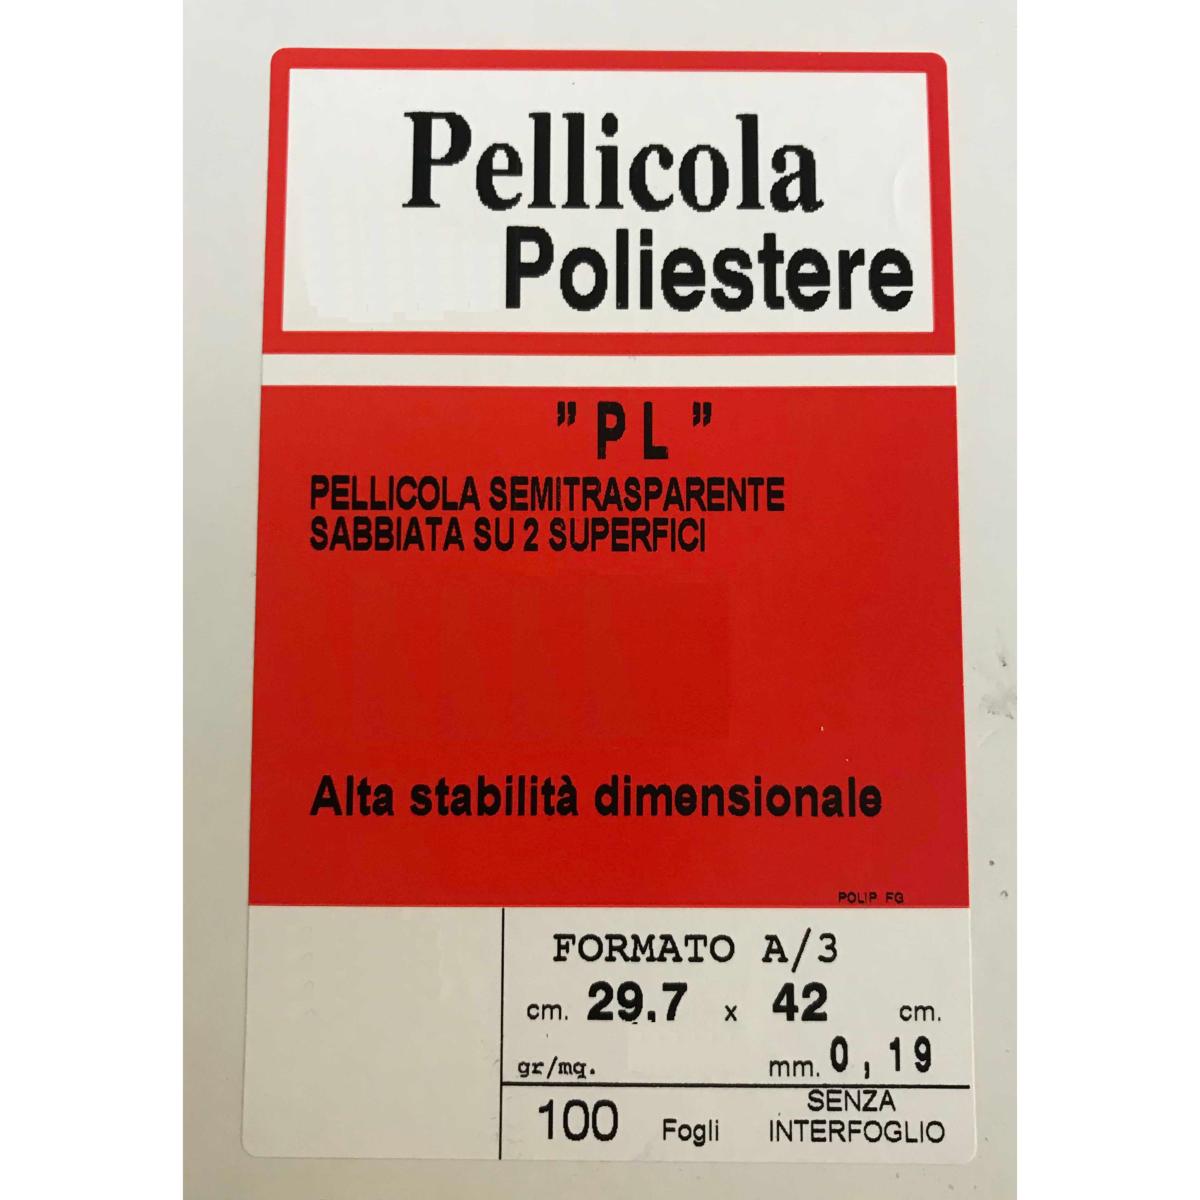 Pellicola
Poliestere
" P L "
PELLICOLA SEMITRASPARENTE
SABBIATA SU 2 SUPERFICI
Alta stabilità dimensionale
POLIP FG
FORMATO A/3
cm. 29.7 x 42 cm.
gr/mq. mm. 0,19
100 Fogli SENZA
INTERFOGLIO